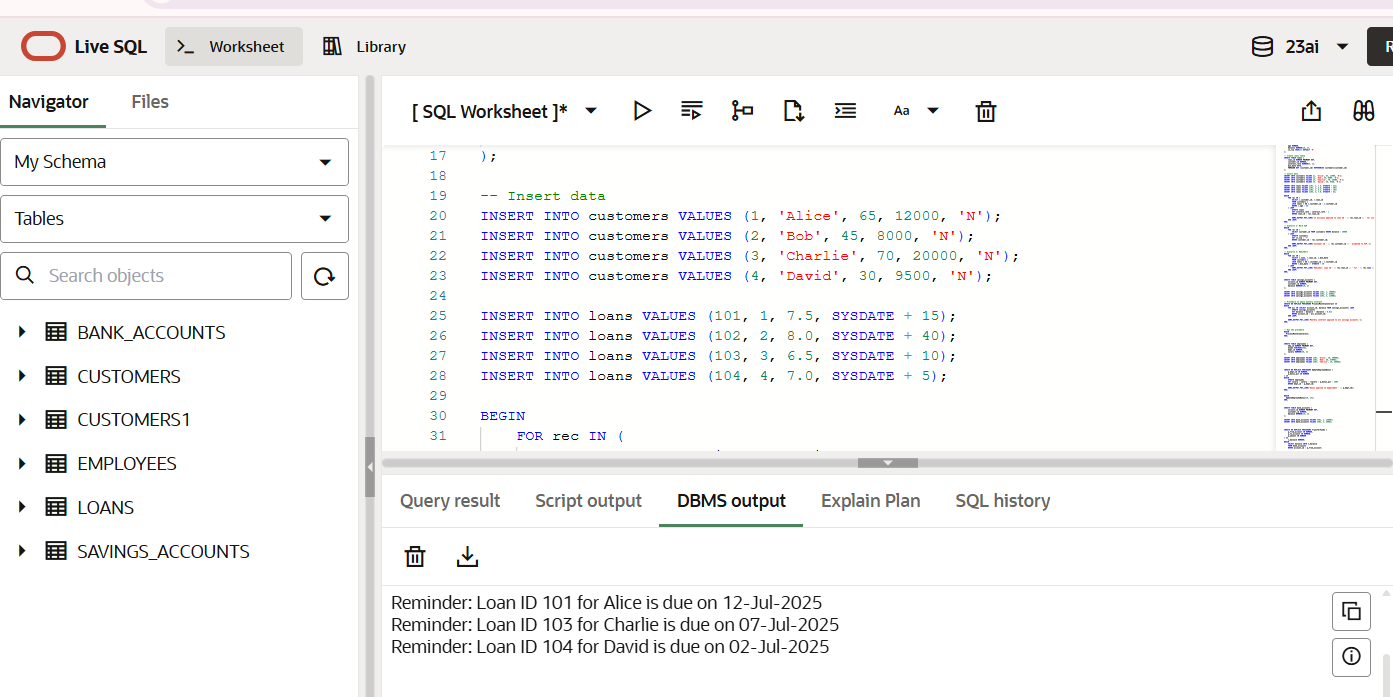 Live SQL
Worksheet
Library
23ai
Navigator
Files
My Schema
Tables
Search objects
BANK_ACCOUNTS
CUSTOMERS
CUSTOMERS1
EMPLOYEES
LOANS
SAVINGS_ACCOUNTS
[ SQL Worksheet ]*
Aa
17 );
18
19 -- Insert data
20 INSERT INTO customers VALUES (1, 'Alice', 65, 12000, 'N');
21 INSERT INTO customers VALUES (2, 'Bob', 45, 8000, 'N');
22 INSERT INTO customers VALUES (3, 'Charlie', 70, 20000, 'N');
23 INSERT INTO customers VALUES (4, 'David', 30, 9500, 'N');
24
25 INSERT INTO loans VALUES (101, 1, 7.5, SYSDATE + 15);
26 INSERT INTO loans VALUES (102, 2, 8.0, SYSDATE + 40);
27 INSERT INTO loans VALUES (103, 3, 6.5, SYSDATE + 10);
28 INSERT INTO loans VALUES (104, 4, 7.0, SYSDATE + 5);
29
30 BEGIN
31 FOR rec IN (
Query result
Script output
DBMS output
Explain Plan
SQL history
Reminder: Loan ID 101 for Alice is due on 12-Jul-2025
Reminder: Loan ID 103 for Charlie is due on 07-Jul-2025
Reminder: Loan ID 104 for David is due on 02-Jul-2025